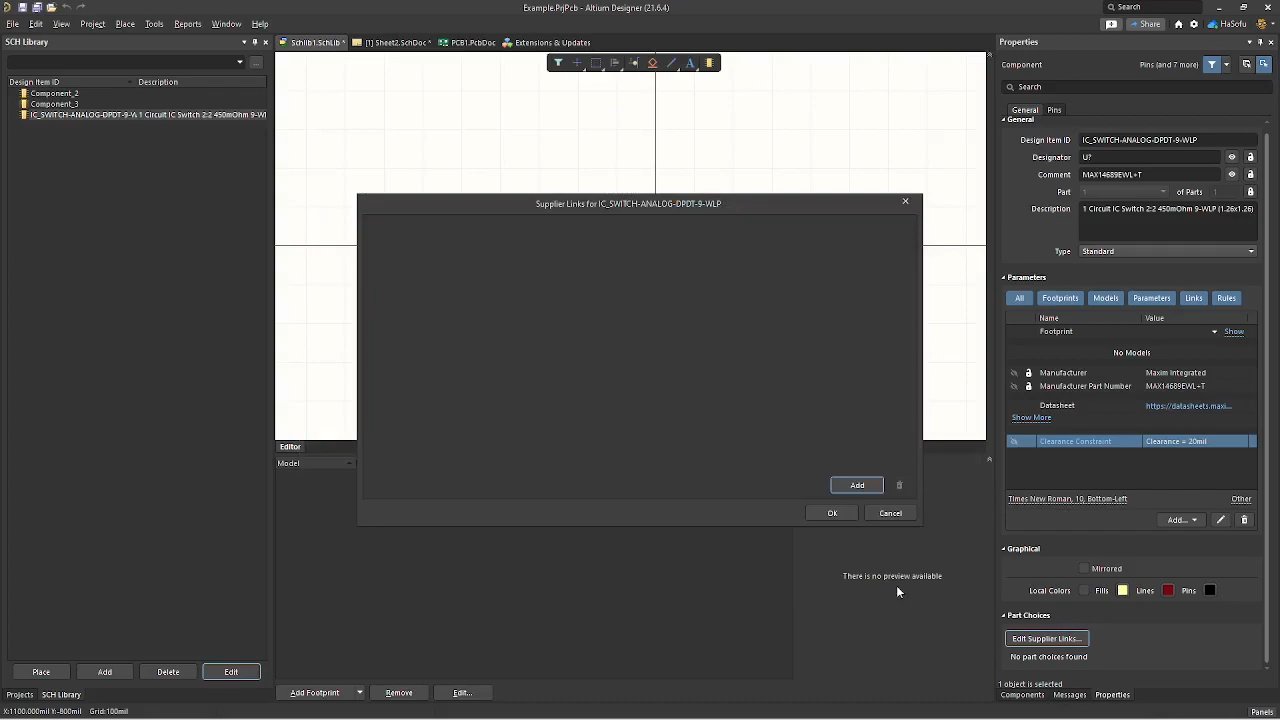 Example.PrjPcb - Altium Designer (21.6.4)
Search
File Edit View Project Place Tools Reports Window Help
Share
HaSofu
SCH Library
Schlib1.SchLib *
[1] Sheet2.SchDoc *
PCB1.PcbDoc
Extensions & Updates
Properties
Component
Pins (and 7 more)
...
Search
Design Item ID
Description
Component_2
Component_3
IC_SWITCH-ANALOG-DPDT-9-W 1 Circuit IC Switch 2:2 450mOhm 9-Wl
General
Pins
General
Design Item ID
IC_SWITCH-ANALOG-DPDT-9-WLP
Designator
U?
Comment
MAX14689EWL+T
Part
1
of Parts
1
Description
1 Circuit IC Switch 2:2 450mOhm 9-WLP (1.26x1.26)
Type
Standard
Supplier Links for IC_SWITCH-ANALOG-DPDT-9-WLP
Add
OK
Cancel
Parameters
All
Footprints
Models
Parameters
Links
Rules
Name
Value
Footprint
Show
No Models
Manufacturer
Maxim Integrated
Manufacturer Part Number
MAX14689EWL+T
Datasheet
https://datasheets.maxi...
Show More
Clearance Constraint
Clearance = 20mil
Times New Roman, 10, Bottom-Left
Other
Add...
Graphical
Mirrored
Local Colors
Fills
Lines
Pins
Part Choices
Edit Supplier Links...
No part choices found
1 object is selected
Editor
Model
There is no preview available
Place
Add
Delete
Edit
Add Footprint
Remove
Edit...
Projects
SCH Library
Components
Messages
Properties
X:1100.000mil Y:-800mil Grid:100mil
Panels